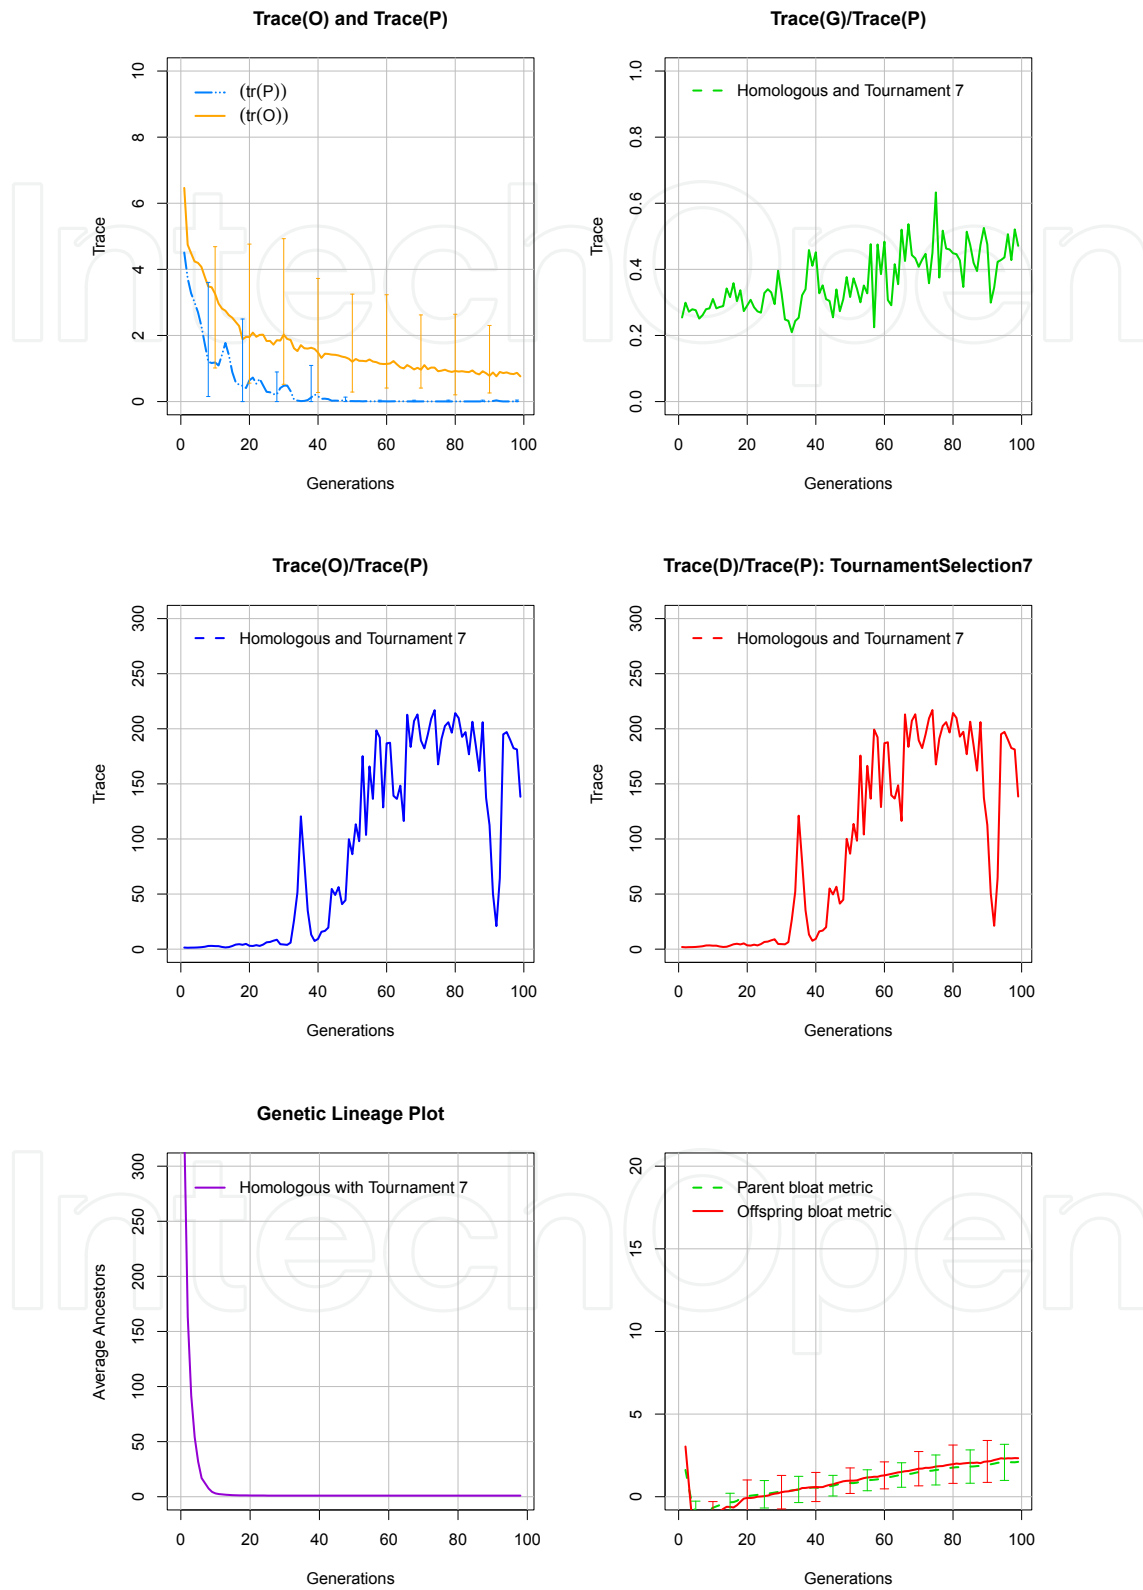 Trace(O) and Trace(P)
10
8
6
4
2
0
Trace
(tr(P))
(tr(O))
0 20 40 60 80 100
Generations
Trace(G)/Trace(P)
1.0
0.8
0.6
0.4
0.2
0.0
Trace
Homologous and Tournament 7
0 20 40 60 80 100
Generations
Trace(O)/Trace(P)
300
250
200
150
100
50
0
Trace
Homologous and Tournament 7
0 20 40 60 80 100
Generations
Trace(D)/Trace(P): TournamentSelection7
300
250
200
150
100
50
0
Trace
Homologous and Tournament 7
0 20 40 60 80 100
Generations
Genetic Lineage Plot
300
250
200
150
100
50
0
Average Ancestors
Homologous with Tournament 7
0 20 40 60 80 100
Generations
20
15
10
5
0
Parent bloat metric
Offspring bloat metric
0 20 40 60 80 100
Generations
IntechOpen
IntechOpen